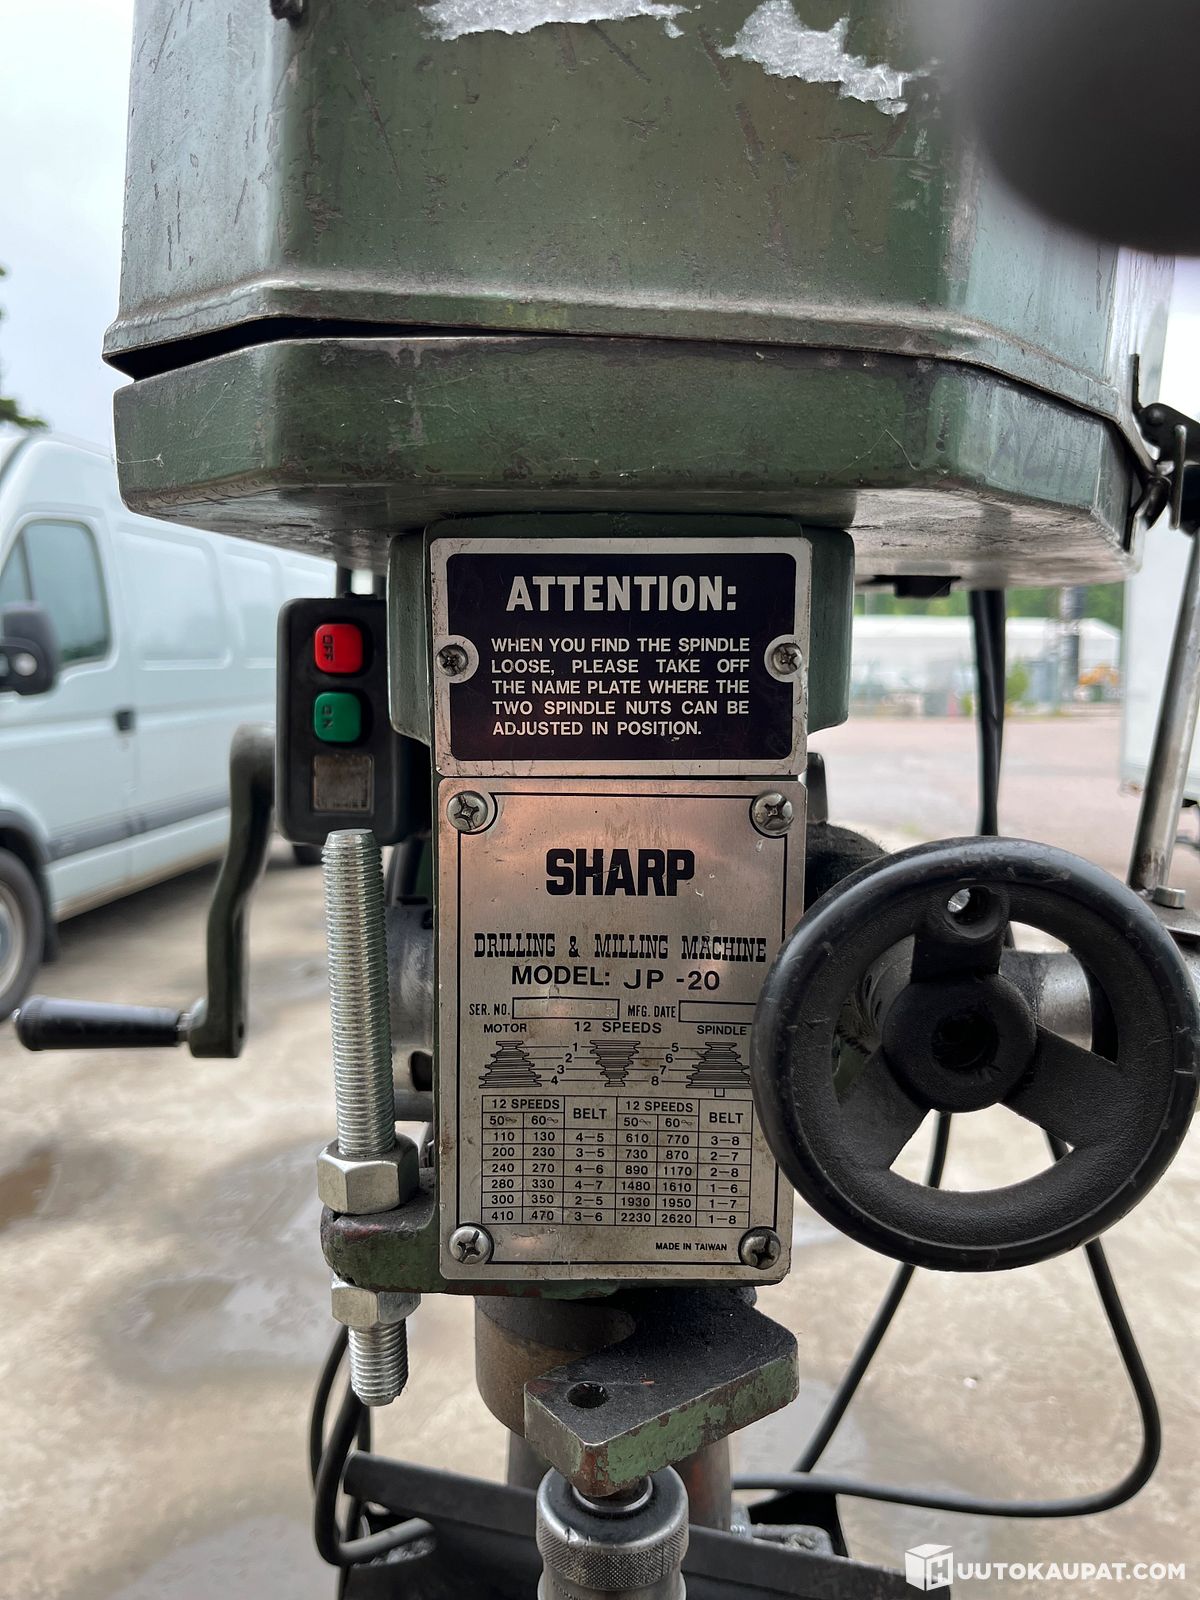 ATTENTION:
WHEN YOU FIND THE SPINDLE
LOOSE, PLEASE TAKE OFF
THE NAME PLATE WHERE THE
TWO SPINDLE NUTS CAN BE
ADJUSTED IN POSITION.
OFF
ON
SHARP
DRILLING & MILLING MACHINE
MODEL: JP-20
SER. NO. MFG. DATE
MOTOR 12 SPEEDS SPINDLE
1 5
2 6
3 7
4 8
12 SPEEDS BELT 12 SPEEDS BELT
50~ 60~ 50~ 60~
110 130 4-5 610 770 3-8
200 230 3-5 730 870 2-7
240 270 4-6 890 1170 2-8
280 330 4-7 1480 1610 1-6
300 350 2-5 1930 1950 1-7
410 470 3-6 2230 2620 1-8
MADE IN TAIWAN
HUUTOKAUPAT.COM